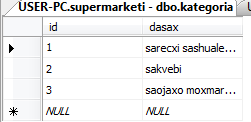 USER-PC.supermarketi - dbo.kategoria
id dasax
1 sarecxi sashuale...
2 sakvebi
3 saojaxo moxmar...
NULL NULL